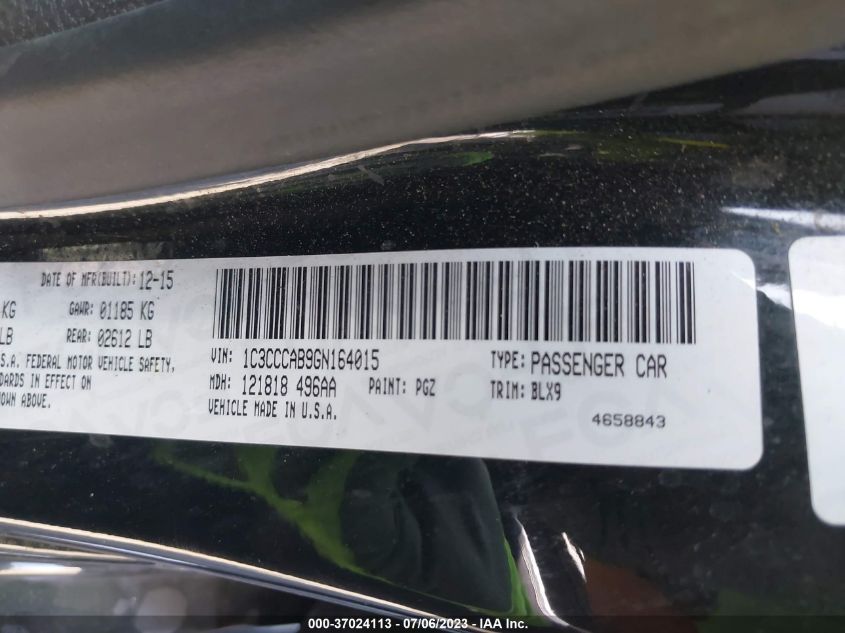 DATE OF MFR(BUILT): 12-15
KG GAWR: 01185 KG
LB REAR: 02612 LB
S.A. FEDERAL MOTOR VEHICLE SAFETY,
DARDS IN EFFECT ON
OWN ABOVE.
VIN: 1C3CCCAB9GN164015 TYPE: PASSENGER CAR
MDH: 121818 496AA PAINT: PGZ TRIM: BLX9
VEHICLE MADE IN U.S.A.
4658843
000-37024113 - 07/06/2023 - IAA Inc.